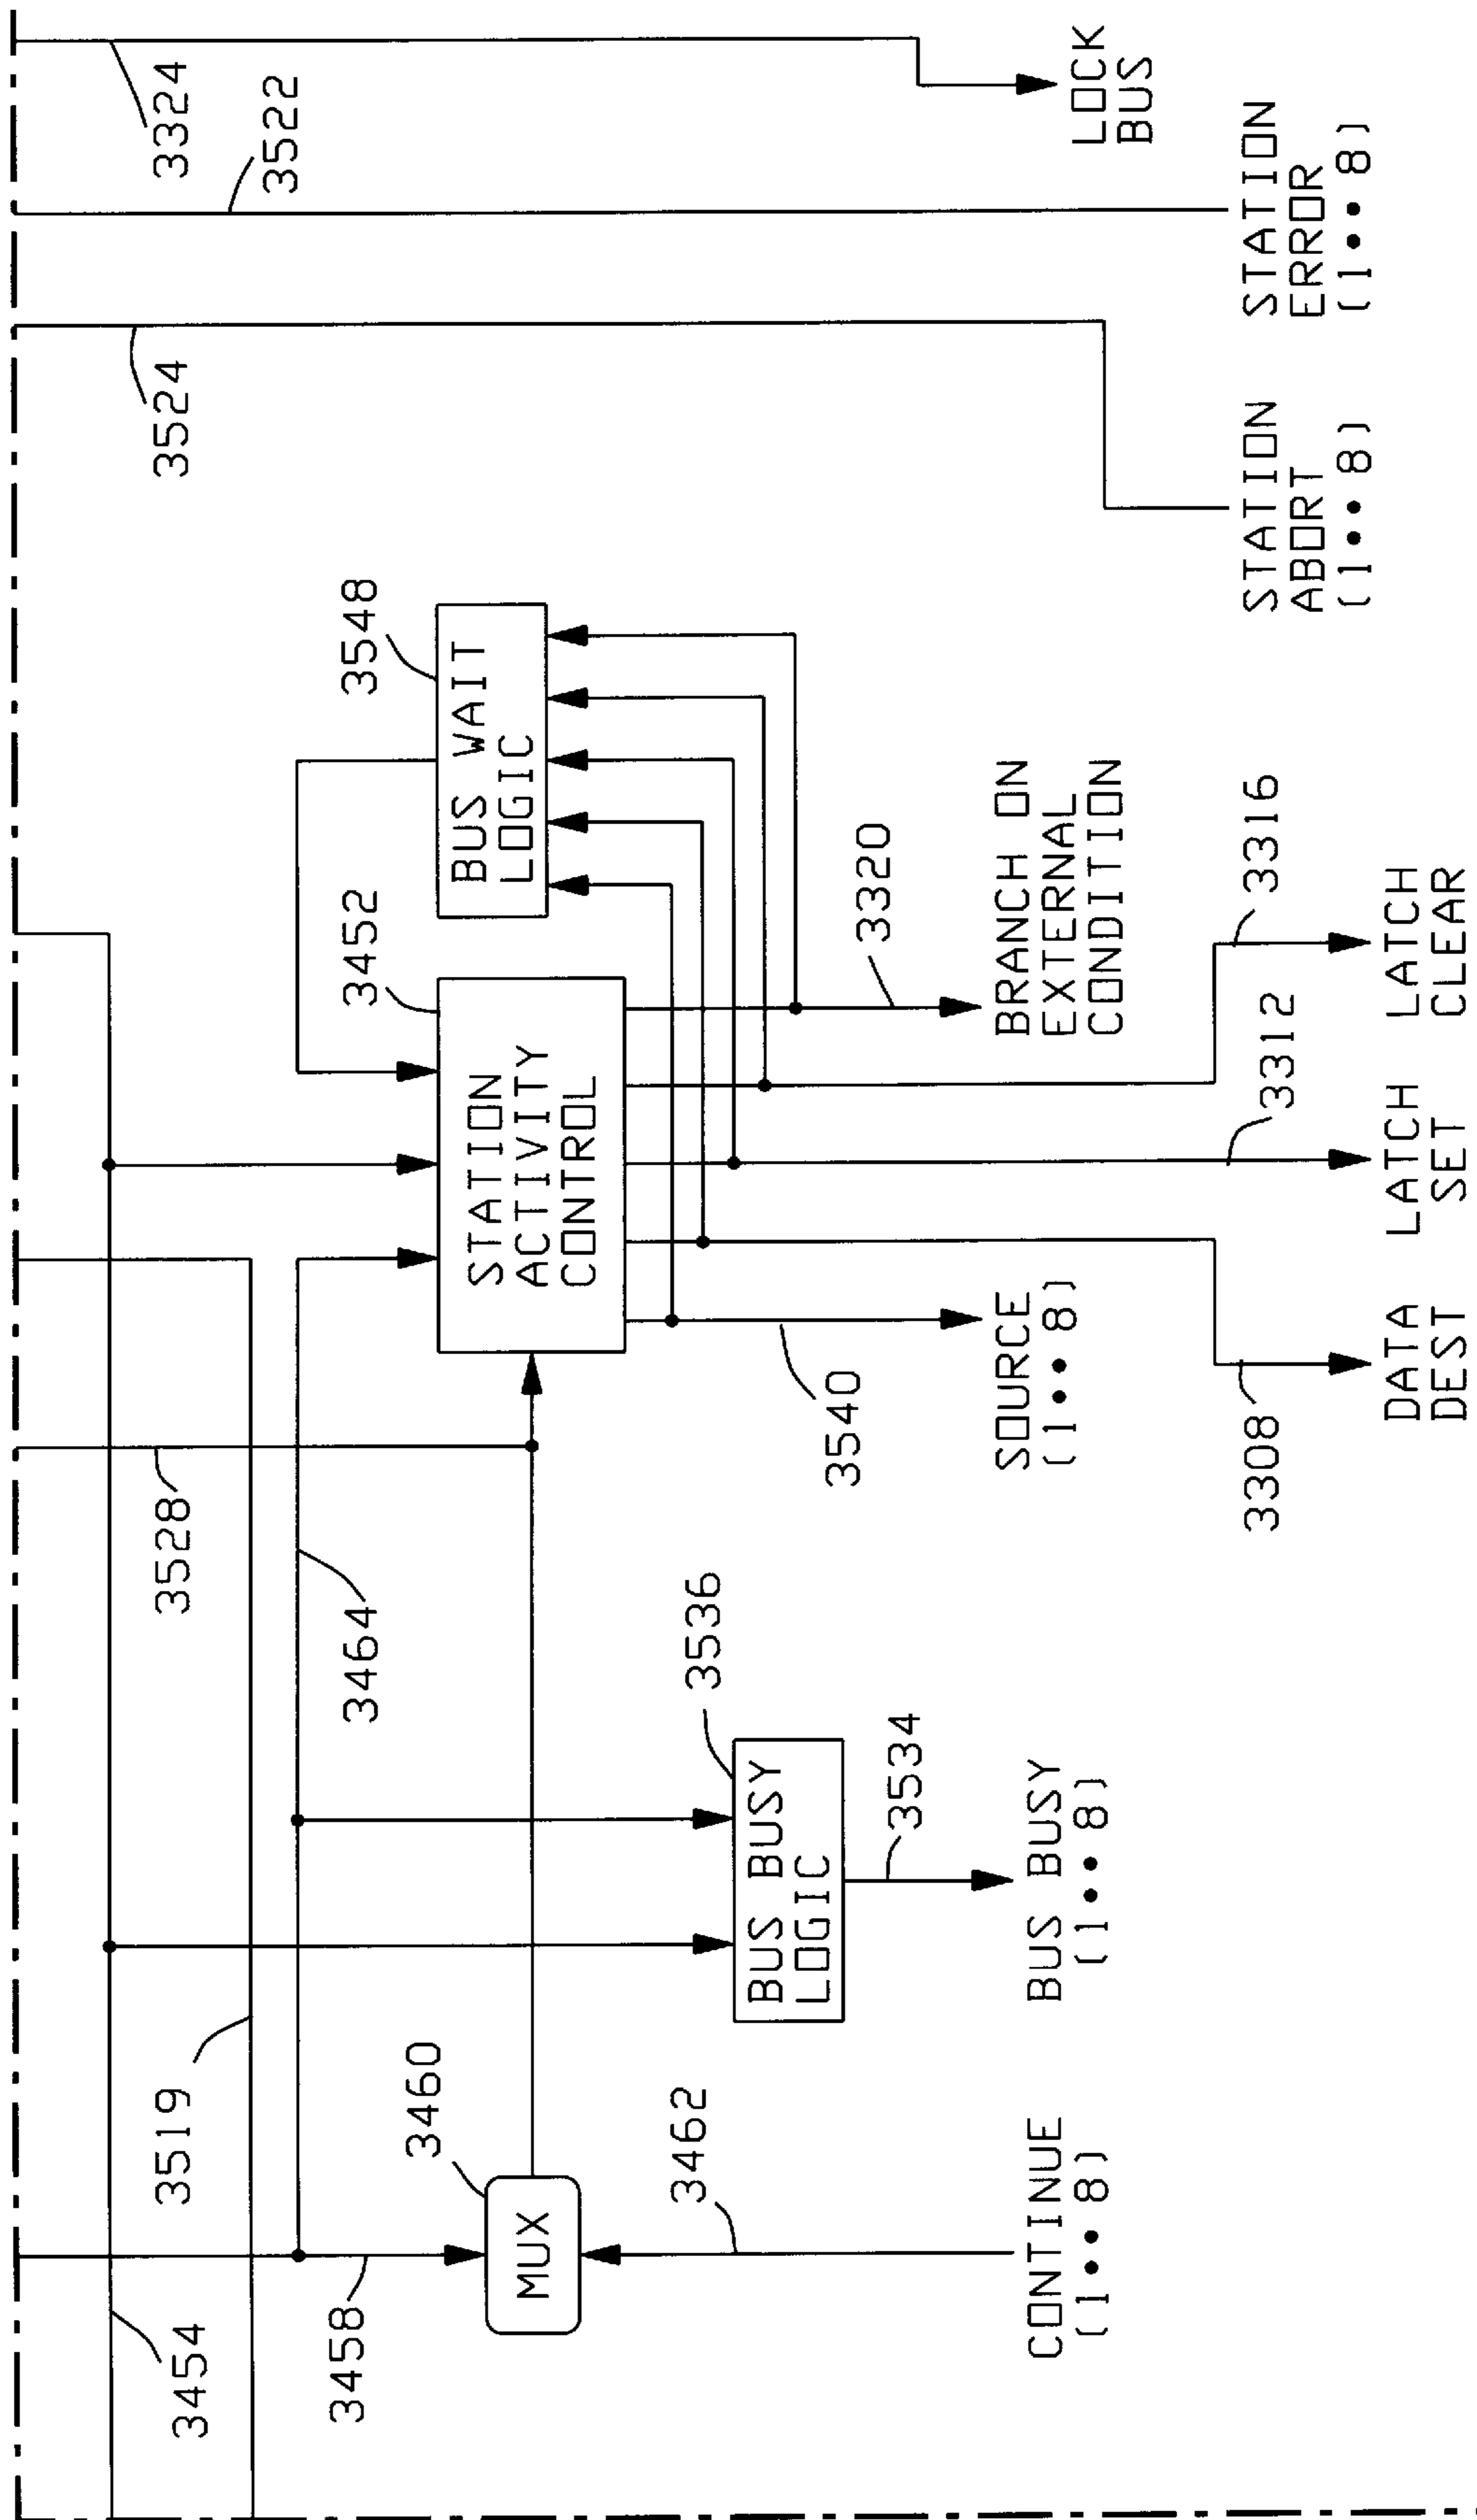 3454
3519
3528
3524
3324
3522
3458
3464
3452
3548
3460
BUS WAIT
LOGIC
STATION
ACTIVITY
CONTROL
MUX
3462
3536
BUS BUSY
LOGIC
3540
3320
3534
SOURCE
(1••8)
BRANCH ON
EXTERNAL
CONDITION
CONTINUE
(1••8)
BUS BUSY
(1••8)
LOCK
BUS
3308
3312
3316
STATION
ABORT
(1••8)
STATION
ERROR
(1••8)
DATA
DEST
LATCH
SET
LATCH
CLEAR